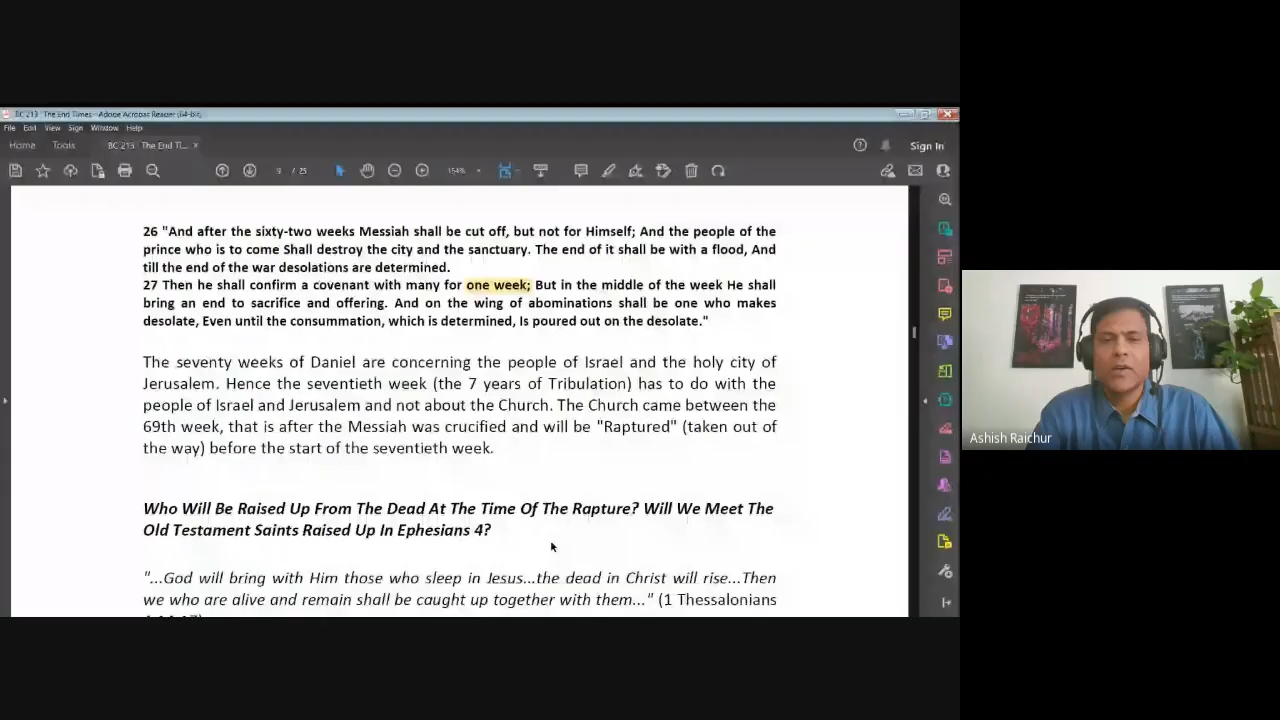 BC 213 The End Times - Adobe Acrobat Reader (64-bit)
File Edit View Sign Window Help
Home Tools BC 213 The End Ti... × Sign In
9 / 25 154%
26 "And after the sixty-two weeks Messiah shall be cut off, but not for Himself; And the people of the
prince who is to come Shall destroy the city and the sanctuary. The end of it shall be with a flood, And
till the end of the war desolations are determined.
27 Then he shall confirm a covenant with many for one week; But in the middle of the week He shall
bring an end to sacrifice and offering. And on the wing of abominations shall be one who makes
desolate, Even until the consummation, which is determined, Is poured out on the desolate."
The seventy weeks of Daniel are concerning the people of Israel and the holy city of
Jerusalem. Hence the seventieth week (the 7 years of Tribulation) has to do with the
people of Israel and Jerusalem and not about the Church. The Church came between the
69th week, that is after the Messiah was crucified and will be "Raptured" (taken out of
the way) before the start of the seventieth week.
Who Will Be Raised Up From The Dead At The Time Of The Rapture? Will We Meet The
Old Testament Saints Raised Up In Ephesians 4?
"...God will bring with Him those who sleep in Jesus...the dead in Christ will rise...Then
we who are alive and remain shall be caught up together with them..." (1 Thessalonians
Ashish Raichur